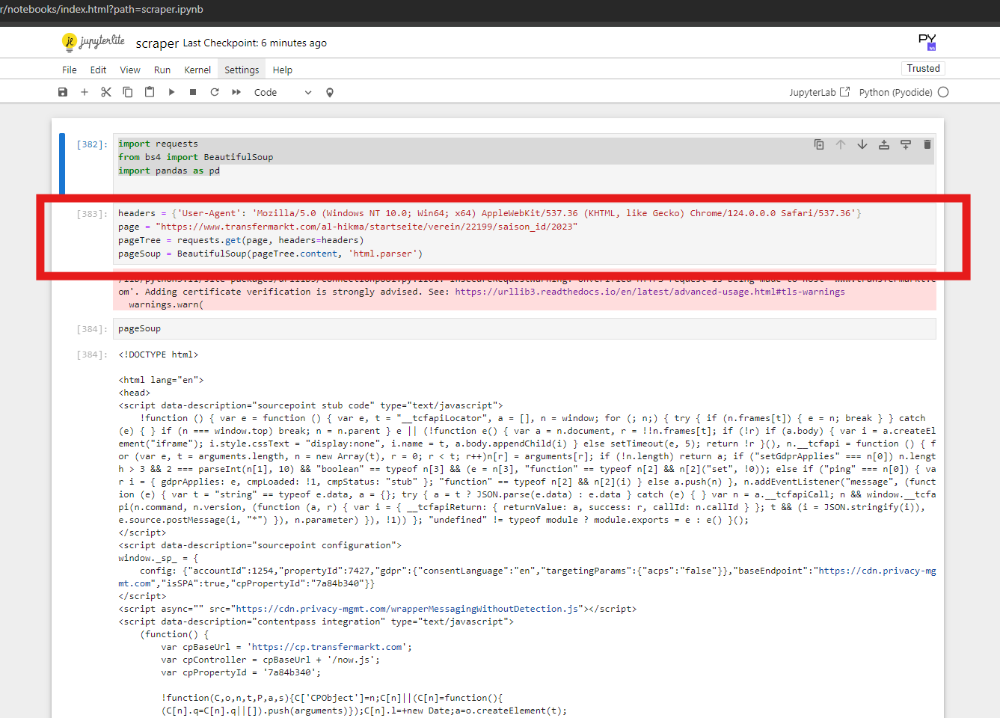 r/notebooks/index.html?path=scraper.ipynb
jupyterlite scraper Last Checkpoint: 6 minutes ago
PY
File Edit View Run Kernel Settings Help
Trusted
Code
JupyterLab Python (Pyodide)
[382]:
import requests
from bs4 import BeautifulSoup
import pandas as pd
[383]:
headers = {'User-Agent': 'Mozilla/5.0 (Windows NT 10.0; Win64; x64) AppleWebKit/537.36 (KHTML, like Gecko) Chrome/124.0.0.0 Safari/537.36'}
page = "https://www.transfermarkt.com/al-hikma/startseite/verein/22199/saison_id/2023"
pageTree = requests.get(page, headers=headers)
pageSoup = BeautifulSoup(pageTree.content, 'html.parser')
om'. Adding certificate verification is strongly advised. See: https://urllib3.readthedocs.io/en/latest/advanced-usage.html#tls-warnings
warnings.warn(
[384]:
pageSoup
[384]:
<!DOCTYPE html>
<html lang="en">
<head>
<script data-description="sourcepoint stub code" type="text/javascript">
!function () { var e = function () { var e, t = "__tcfapiLocator", a = [], n = window; for (; n;) { try { if (n.frames[t]) { e = n; break } } catch
(e) { } if (n === window.top) break; n = n.parent } e || (!function e() { var a = n.document, r = !!n.frames[t]; if (!r) if (a.body) { var i = a.createEl
ement("iframe"); i.style.cssText = "display:none", i.name = t, a.body.appendChild(i) } else setTimeout(e, 5); return !r }(), n.__tcfapi = function () { f
or (var e, t = arguments.length, n = new Array(t), r = 0; r < t; r++)n[r] = arguments[r]; if (!n.length) return a; if ("setGdprApplies" === n[0]) n.lengt
h > 3 && 2 === parseInt(n[1], 10) && "boolean" == typeof n[3] && (e = n[3], "function" == typeof n[2] && n[2]("set", !0)); else if ("ping" === n[0]) { va
r i = { gdprApplies: e, cmpLoaded: !1, cmpStatus: "stub" }; "function" == typeof n[2] && n[2](i) } else a.push(n) }, n.addEventListener("message", (funct
ion (e) { var t = "string" == typeof e.data, a = {}; try { a = t ? JSON.parse(e.data) : e.data } catch (e) { } var n = a.__tcfapiCall; n && window.__tcfa
pi(n.command, n.version, (function (a, r) { var i = { __tcfapiReturn: { returnValue: a, success: r, callId: n.callId } }; t && (i = JSON.stringify(i)),
e.source.postMessage(i, "*") }), n.parameter) }), !1)) }; "undefined" != typeof module ? module.exports = e : e() }();
</script>
<script data-description="sourcepoint configuration">
window._sp_ = {
config: {"accountId":1254,"propertyId":7427,"gdpr":{"consentLanguage":"en","targetingParams":{"acps":"false"}},"baseEndpoint":"https://cdn.privacy-mg
mt.com","isSPA":true,"cpPropertyId":"7a84b340"}}
</script>
<script async="" src="https://cdn.privacy-mgmt.com/wrapperMessagingWithoutDetection.js"></script>
<script data-description="contentpass integration" type="text/javascript">
(function() {
var cpBaseUrl = 'https://cp.transfermarkt.com';
var cpController = cpBaseUrl + '/now.js';
var cpPropertyId = '7a84b340';
!function(C,o,n,t,P,a,s){C['CPObject']=n;C[n]||(C[n]=function(){
(C[n].q=C[n].q||[]).push(arguments)});C[n].l=+new Date;a=o.createElement(t);